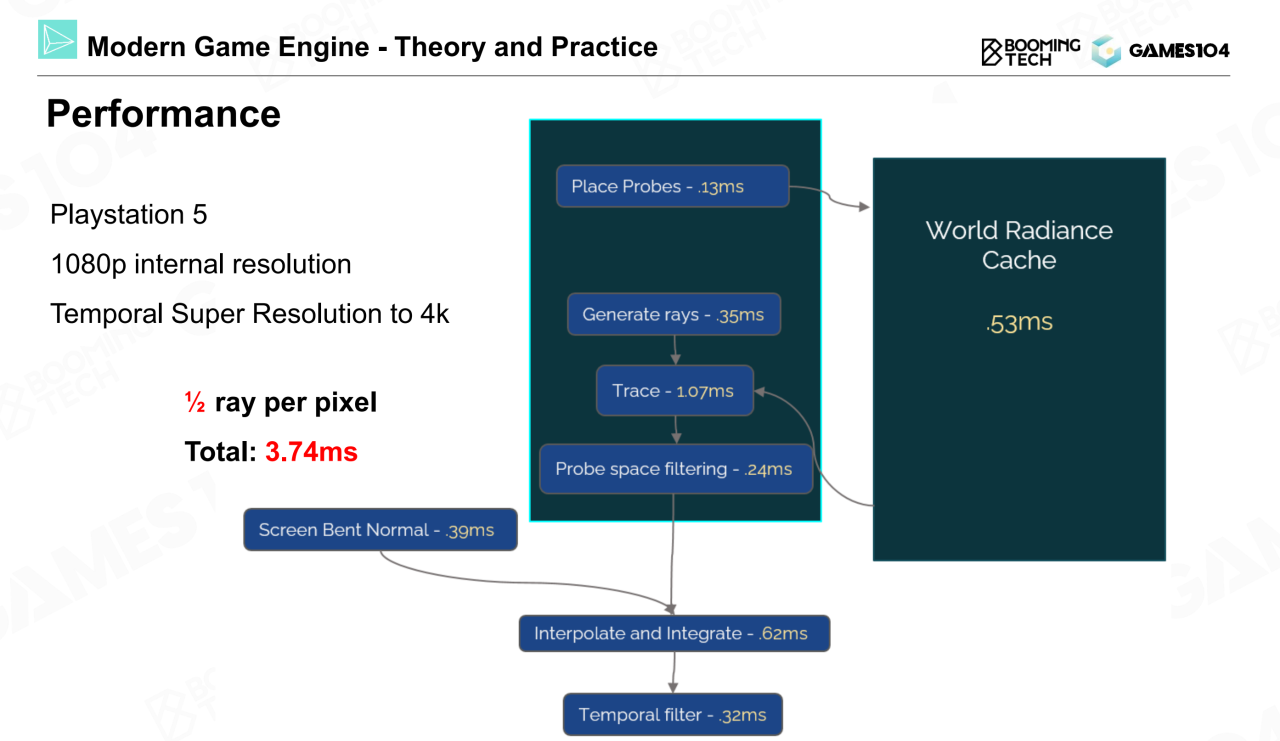 Modern Game Engine - Theory and Practice
BOOMING
TECH
GAMES104
Performance
Playstation 5
1080p internal resolution
Temporal Super Resolution to 4k
½ ray per pixel
Total: 3.74ms
Place Probes - .13ms
Generate rays - .35ms
Trace - 1.07ms
Probe space filtering - .24ms
World Radiance
Cache
.53ms
Screen Bent Normal - .39ms
Interpolate and Integrate - .62ms
Temporal filter - .32ms